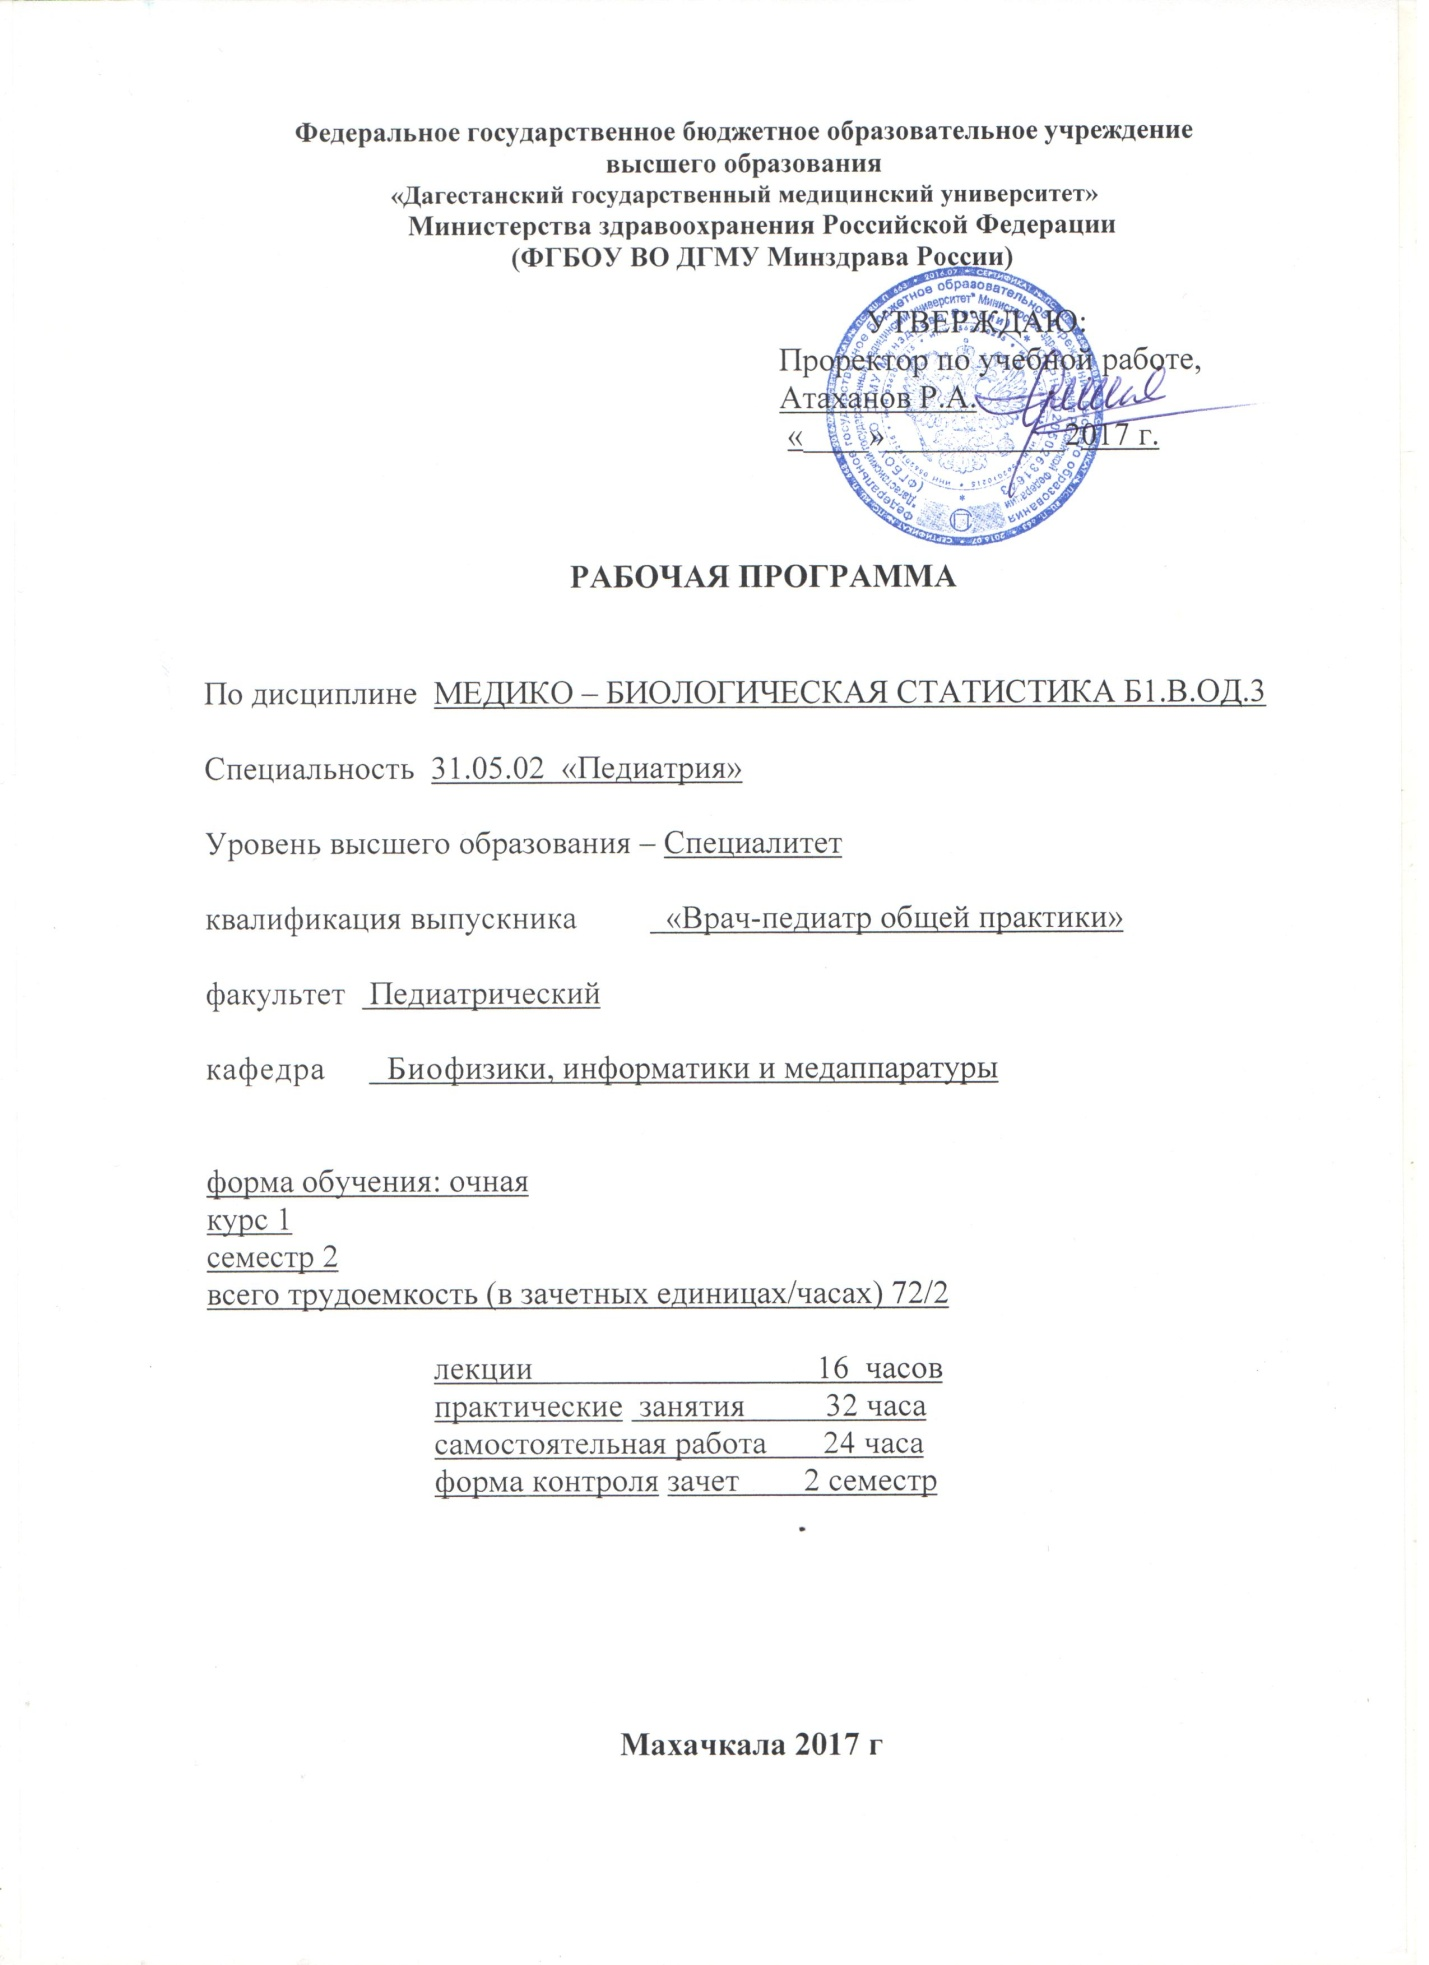 Федеральное государственное бюджетное образовательное учреждение
высшего образования
«Дагестанский государственный медицинский университет»
Министерства здравоохранения Российской Федерации
(ФГБОУ ВО ДГМУ Минздрава России)
УТВЕРЖДАЮ:
Проректор по учебной работе,
Атаханов Р.А.
«____» ____________ 2017 г.
РАБОЧАЯ ПРОГРАММА
По дисциплине МЕДИКО – БИОЛОГИЧЕСКАЯ СТАТИСТИКА Б1.В.ОД.3
Специальность 31.05.02 «Педиатрия»
Уровень высшего образования – Специалитет
квалификация выпускника «Врач-педиатр общей практики»
факультет Педиатрический
кафедра Биофизики, информатики и медаппаратуры
форма обучения: очная
курс 1
семестр 2
всего трудоемкость (в зачетных единицах/часах) 72/2
лекции 16 часов
практические занятия 32 часа
самостоятельная работа 24 часа
форма контроля зачет 2 семестр
Махачкала 2017 г